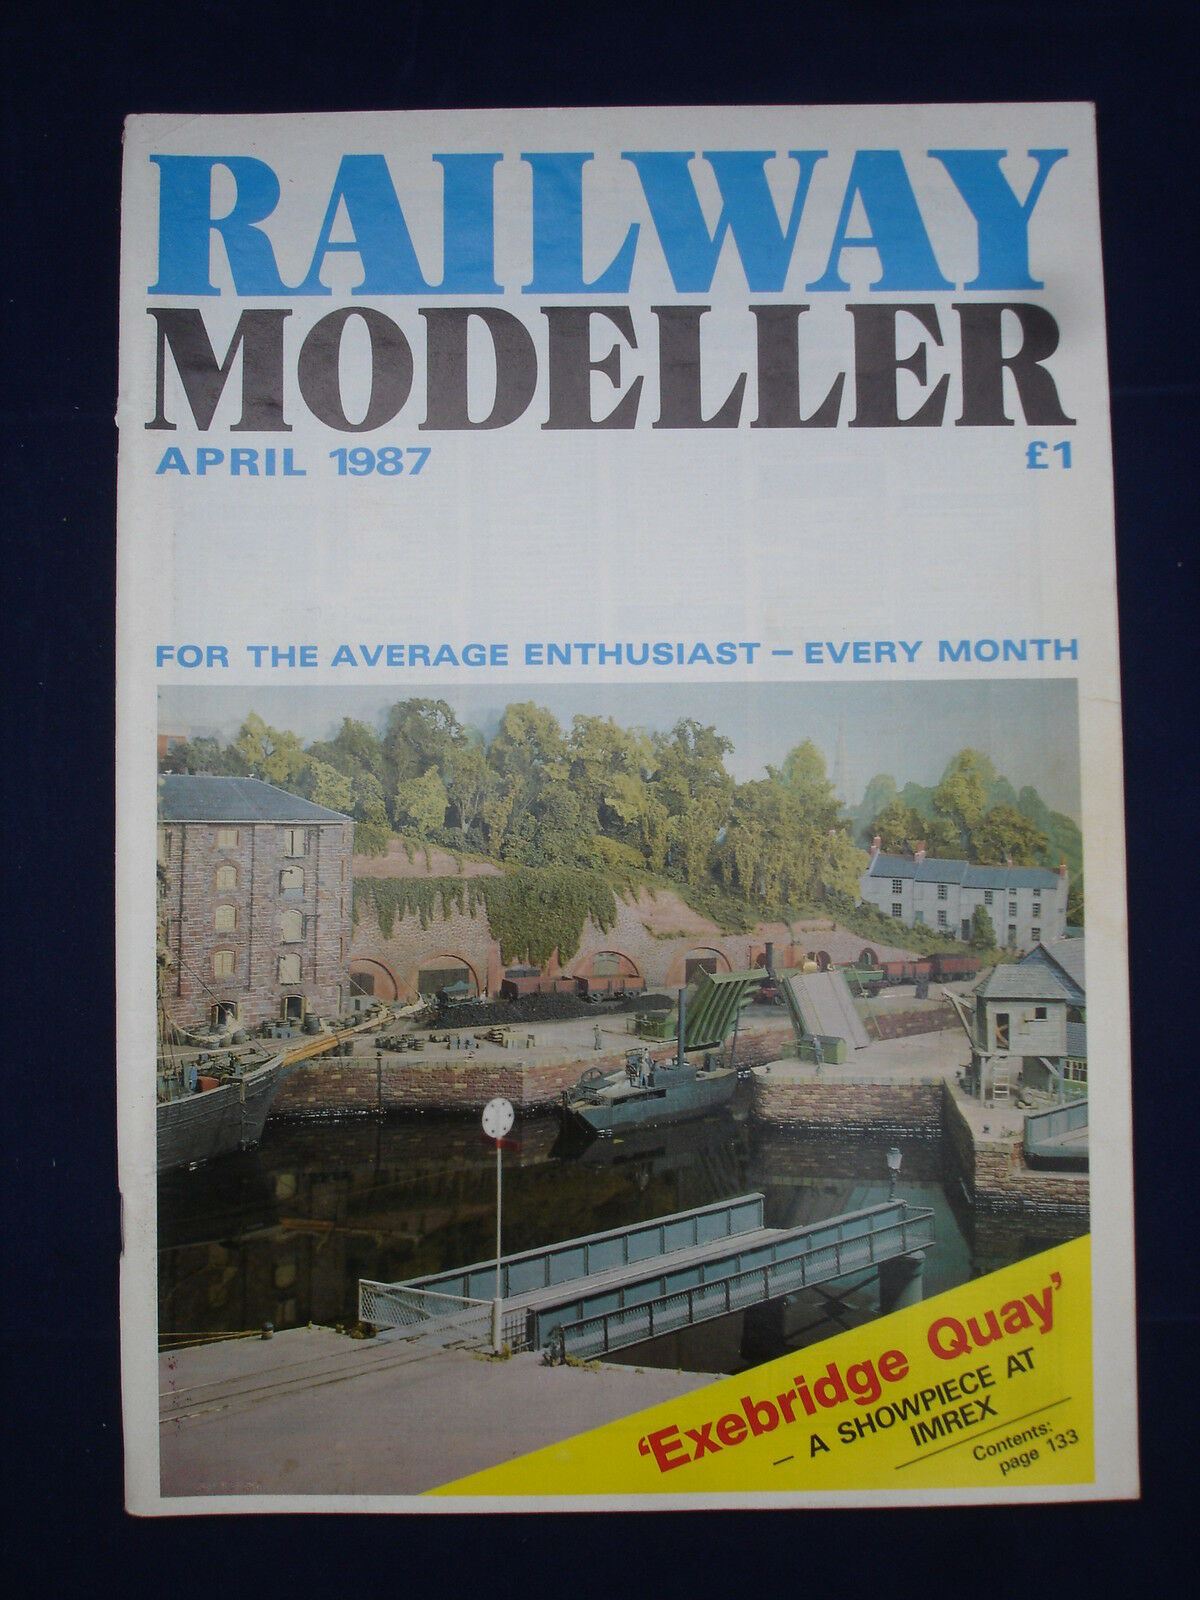 RAILWAY
MODELLER
APRIL 1987 £1
FOR THE AVERAGE ENTHUSIAST – EVERY MONTH
'Exebridge Quay'
– A SHOWPIECE AT
IMREX
Contents:
page 133